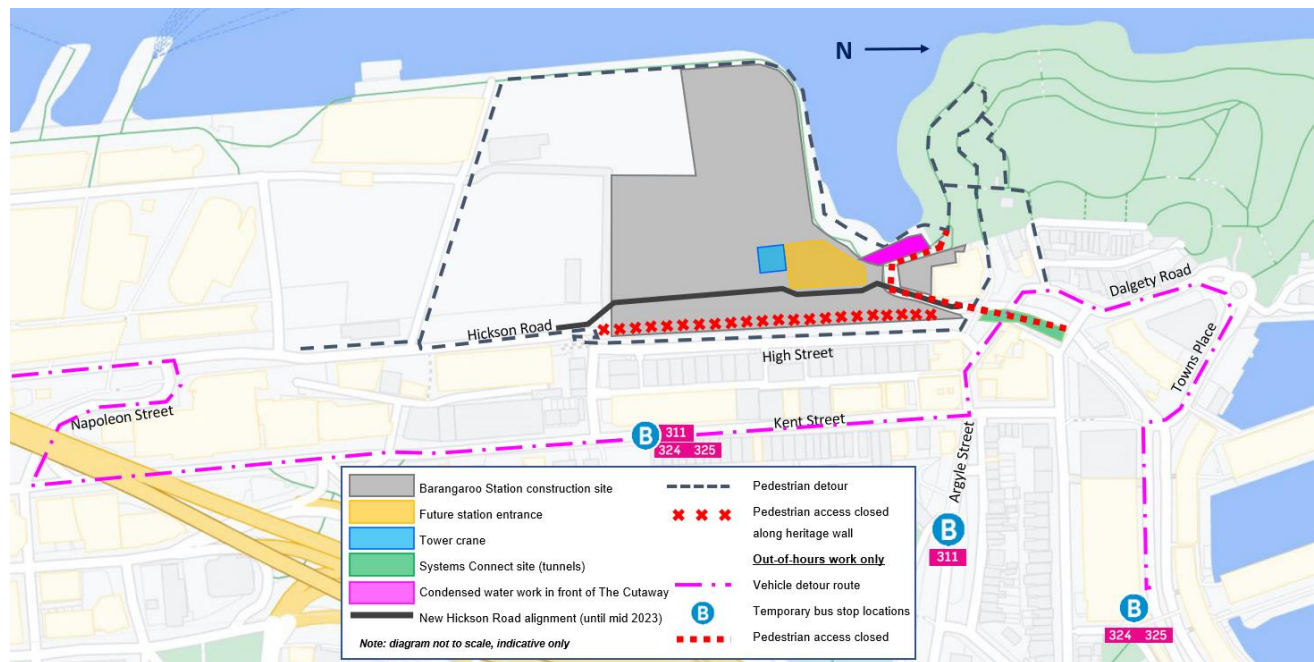 N
Dalgety Road
Towns Place
Hickson Road
High Street
Napoleon Street
Kent Street
B
311
324 325
Argyle Street
B
311
B
324 325
Barangaroo Station construction site
Future station entrance
Tower crane
Systems Connect site (tunnels)
Condensed water work in front of The Cutaway
New Hickson Road alignment (until mid 2023)
Note: diagram not to scale, indicative only
Pedestrian detour
Pedestrian access closed
along heritage wall
Out-of-hours work only
Vehicle detour route
B
Temporary bus stop locations
Pedestrian access closed